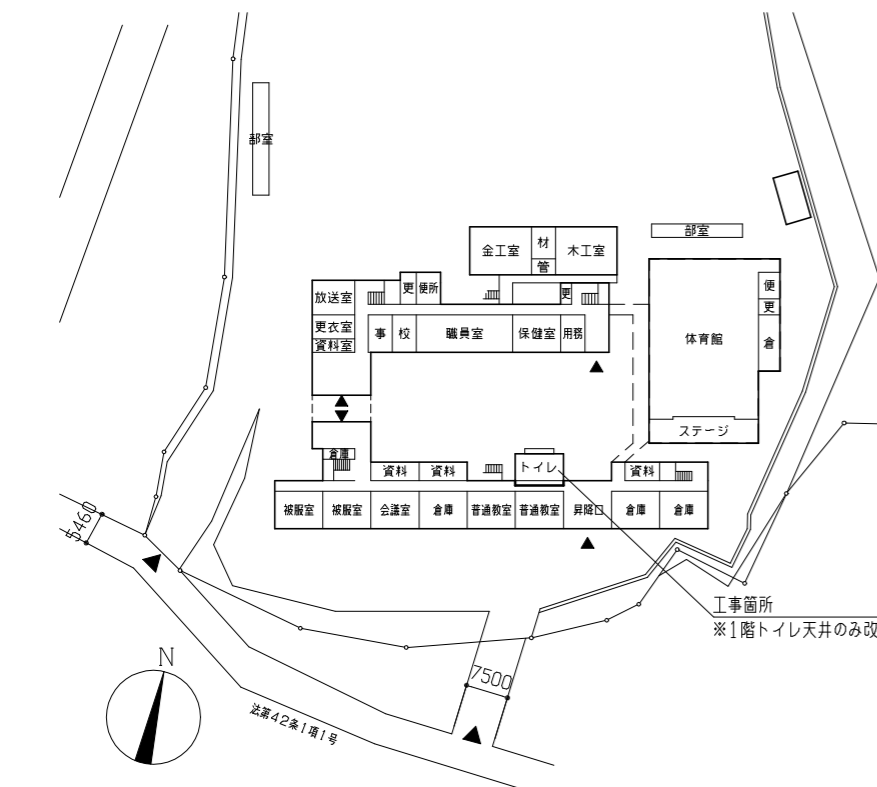 部室
金工室
材
管
木工室
部室
放送室
更
便所
更
便
更
倉
更衣室
資料室
事
校
職員室
保健室
用務
体育館
ステージ
倉庫
資料
資料
トイレ
資料
被服室
被服室
会議室
倉庫
普通教室
普通教室
昇降口
倉庫
倉庫
5460
工事箇所
※1階トイレ天井のみ改
N
7500
法第42条1項1号